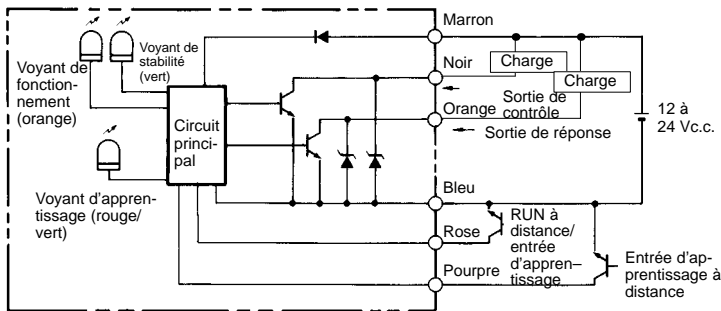 Marron
Voyant de
stabilité
(vert)
Voyant de
fonction-
nement
(orange)
Noir
Charge
Charge
Orange
Sortie de
contrôle
Sortie de réponse
12 à
24 Vc.c.
Circuit
princi-
pal
Voyant d'appren-
tissage (rouge/
vert)
Bleu
RUN à
distance/
entrée
d'appren–
tissage
Rose
Pourpre
Entrée d'ap-
prentissage à
distance